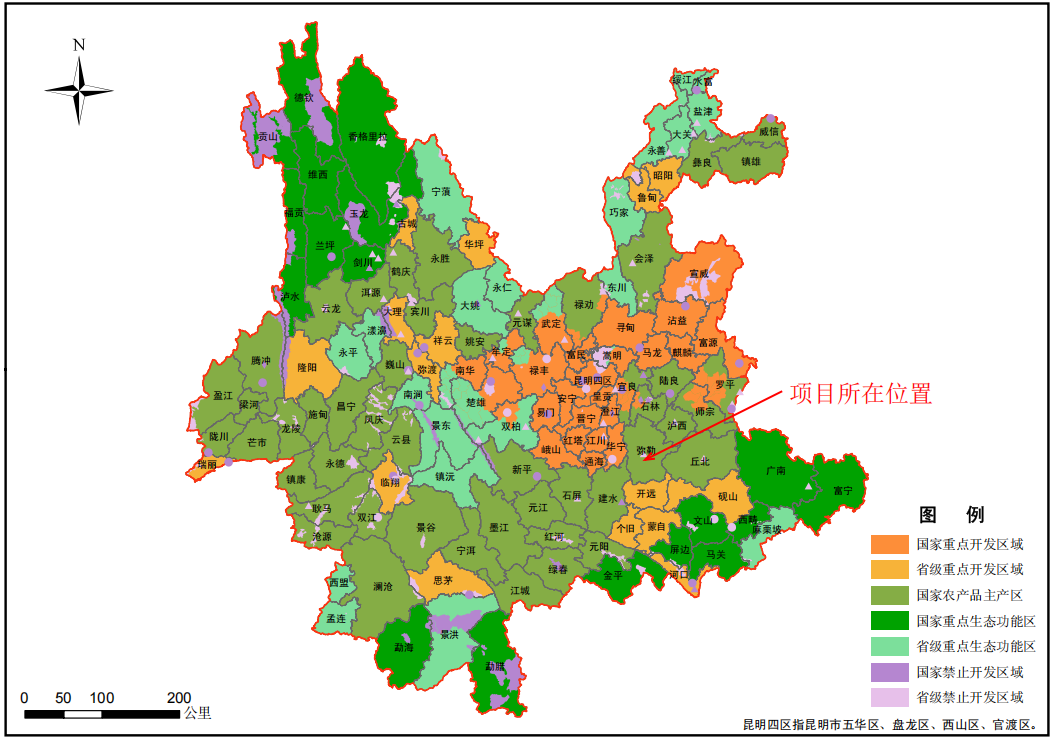 N
绥江 水富
盐津
大关
威信
永善
彝良
镇雄
昭阳
鲁甸
巧家
德钦
贡山
香格里拉
维西
宁蒗
福贡
玉龙
古城
兰坪
华坪
剑川
鹤庆
永胜
会泽
宣威
泸水
洱源
永仁
东川
云龙
大理
宾川
大姚
元谋
武定
禄劝
寻甸
沾益
漾濞
祥云
姚安
牟定
富民
嵩明
马龙
麒麟
富源
永平
腾冲
隆阳
巍山
弥渡
南华
禄丰
昆明四区
宜良
陆良
罗平
盈江
梁河
昌宁
南涧
楚雄
安宁
呈贡
石林
师宗
项目所在位置
施甸
凤庆
易门
晋宁
澄江
泸西
陇川
芒市
龙陵
云县
景东
双柏
红塔
江川
华宁
弥勒
峨山
通海
瑞丽
永德
镇康
临翔
镇沅
新平
丘北
广南
富宁
耿马
双江
石屏
建水
开远
砚山
沧源
景谷
墨江
元江
个旧
蒙自
文山
西畴
麻栗坡
红河
元阳
屏边
马关
宁洱
绿春
金平
河口
西盟
澜沧
思茅
江城
孟连
景洪
勐海
勐腊
图 例
国家重点开发区域
省级重点开发区域
国家农产品主产区
国家重点生态功能区
省级重点生态功能区
国家禁止开发区域
省级禁止开发区域
0 50 100 200
公里
昆明四区指昆明市五华区、盘龙区、西山区、官渡区。